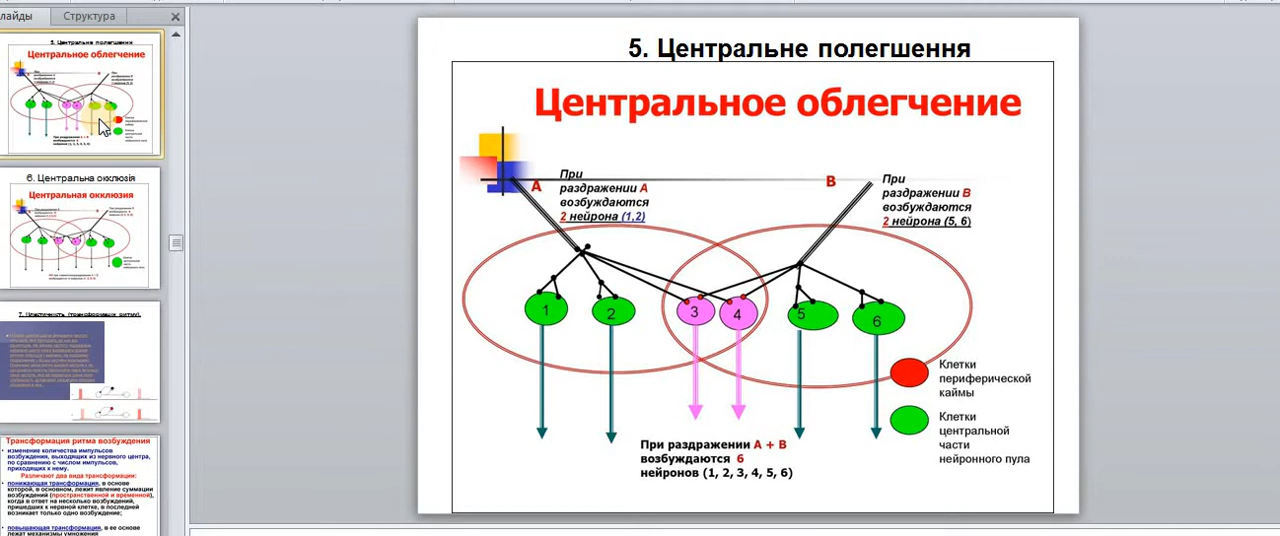 лайды
Структура
5. Центральне полегшення
Центральное облегчение
6. Центральна окклюзія
Центральная окклюзия
7. Пластичність (трансформація ритму).
Трансформация ритма возбуждения
изменение количества импульсов
возбуждения, выходящих из нервного центра,
по сравнению с числом импульсов,
приходящих к нему.
Различают два вида трансформации:
понижающая трансформация, в основе
которой, в основном, лежит явление суммации
возбуждений (пространственной и временной),
когда в ответ на несколько возбуждений,
пришедших к нервной клетке, в последней
возникает только одно возбуждение;
повышающая трансформация, в ее основе
лежат механизмы умножения
5. Центральне полегшення
Центральное облегчение
A
При
раздражении А
возбуждаются
2 нейрона (1,2)
B
При
раздражении В
возбуждаются
2 нейрона (5, 6)
1
2
3
4
5
6
Клетки
периферической
каймы
Клетки
центральной
части
нейронного пула
При раздражении А + В
возбуждаются 6
нейронов (1, 2, 3, 4, 5, 6)